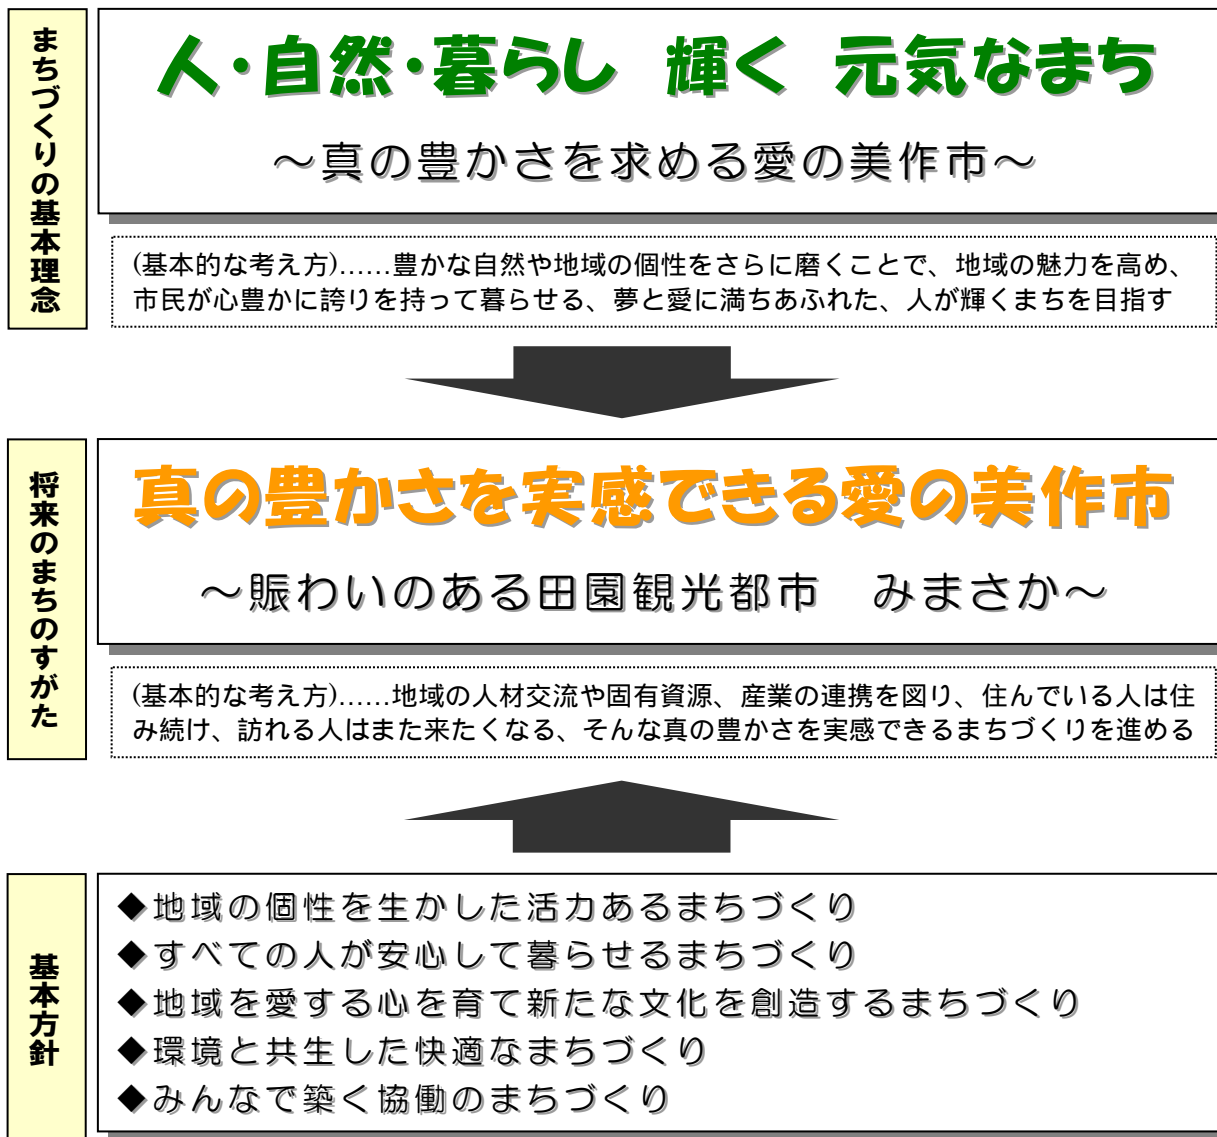 まちづくりの基本理念
人・自然・暮らし 輝く 元気なまち
～真の豊かさを求める愛の美作市～
(基本的な考え方)……豊かな自然や地域の個性をさらに磨くことで、地域の魅力を高め、
市民が心豊かに誇りを持って暮らせる、夢と愛に満ちあふれた、人が輝くまちを目指す
将来のまちのすがた
真の豊かさを実感できる愛の美作市
～賑わいのある田園観光都市　みまさか～
(基本的な考え方)……地域の人材交流や固有資源、産業の連携を図り、住んでいる人は住
み続け、訪れる人はまた来たくなる、そんな真の豊かさを実感できるまちづくりを進める
基本方針
◆地域の個性を生かした活力あるまちづくり
◆すべての人が安心して暮らせるまちづくり
◆地域を愛する心を育て新たな文化を創造するまちづくり
◆環境と共生した快適なまちづくり
◆みんなで築く協働のまちづくり